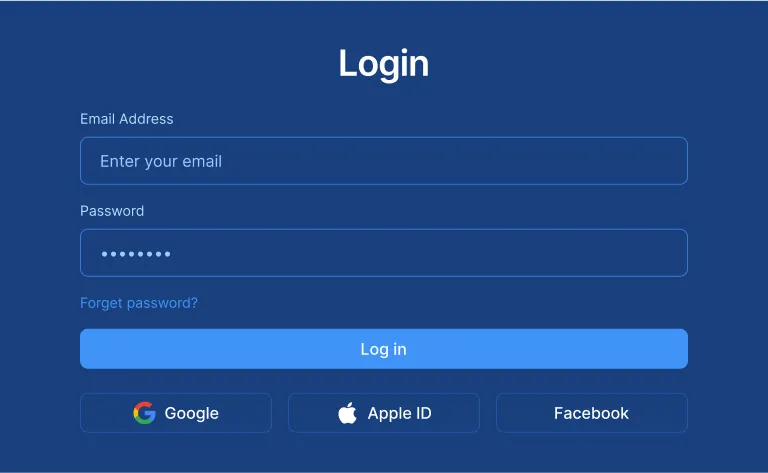 Login
Email Address
Enter your email
Password
••••••••
Forget password?
Log in
Google
Apple ID
Facebook